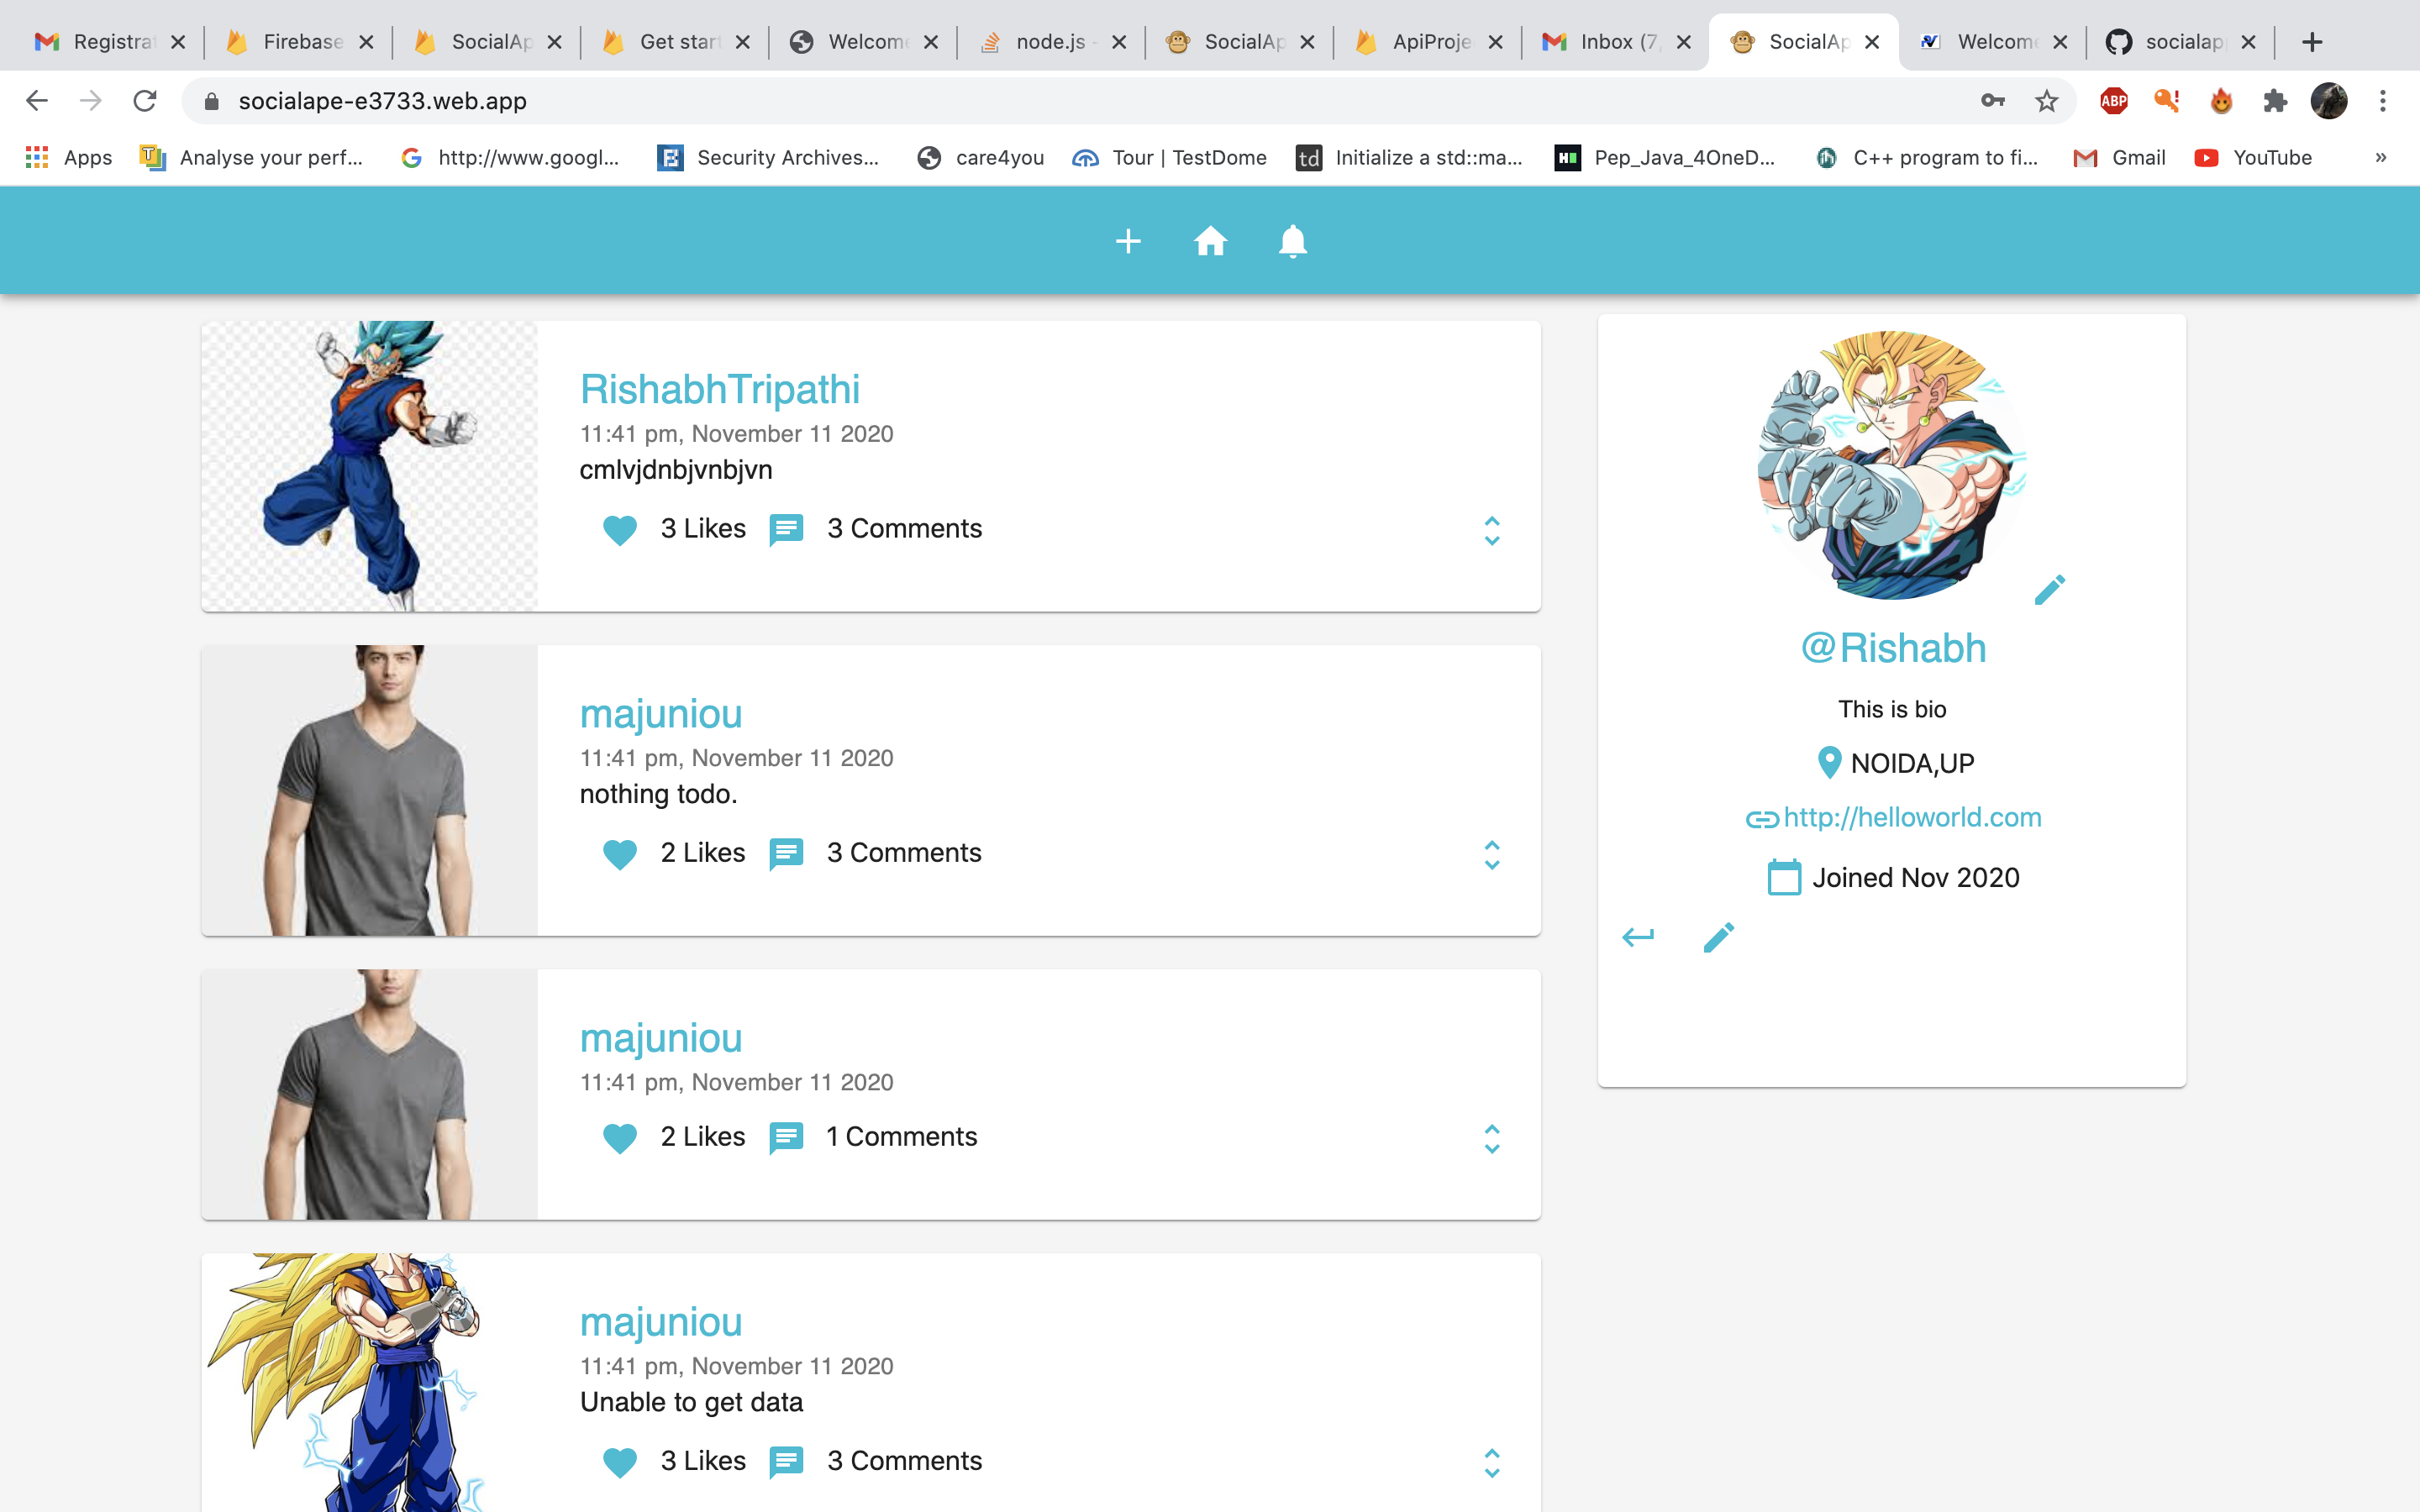 Registra Firebase SocialAp Get star Welcome node.js - SocialAp ApiProje Inbox (7, SocialAp Welcome socialap
socialape-e3733.web.app ABP
Apps Analyse your perf... http://www.googl... Security Archives... care4you Tour | TestDome td Initialize a std::ma... Pep_Java_4OneD... C++ program to fi... Gmail YouTube »
RishabhTripathi
11:41 pm, November 11 2020
cmlvjdnbjvnbjvn
3 Likes 3 Comments
majuniou
11:41 pm, November 11 2020
nothing todo.
2 Likes 3 Comments
majuniou
11:41 pm, November 11 2020
2 Likes 1 Comments
majuniou
11:41 pm, November 11 2020
Unable to get data
3 Likes 3 Comments
@Rishabh
This is bio
NOIDA,UP
http://helloworld.com
Joined Nov 2020